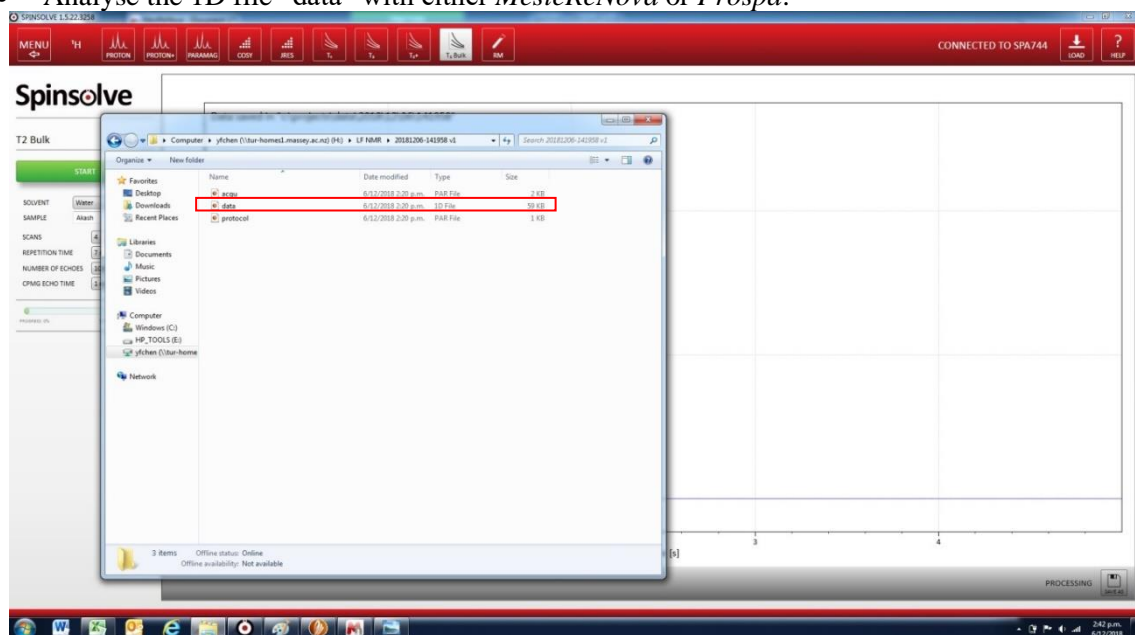 Analyse the 1D file "data" with either MestReNova or Prospa.
SPINSOLVE 1.5.22.3258
MENU
¹H
PROTON
PROTON+
PARAMAG
COSY
JRES
T₁
T₂
T₂ Bulk
RM
CONNECTED TO SPA744
LOAD
HELP
Spinsolve
T2 Bulk
START
SOLVENT Water
SAMPLE Akash
SCANS 4
REPETITION TIME
NUMBER OF ECHOES
CPMG ECHO TIME
Computer yfchen (\\tur-homes1.massey.ac.nz) (H:) LF NMR 20181206-141958 v1
Search 20181206-141958 v1
Organize New folder
Name Date modified Type Size
acqu 6/12/2018 2:20 p.m. PAR File 2 KB
data 6/12/2018 2:20 p.m. 1D File 59 KB
protocol 6/12/2018 2:20 p.m. PAR File 1 KB
Favorites
Desktop
Downloads
Recent Places
Libraries
Documents
Music
Pictures
Videos
Computer
Windows (C:)
HP_TOOLS (E:)
yfchen (\\tur-home
Network
3 items Offline status: Online
Offline availability: Not available
[s]
3
4
PROCESSING
SAVE AS
2:42 p.m.
6/12/2018